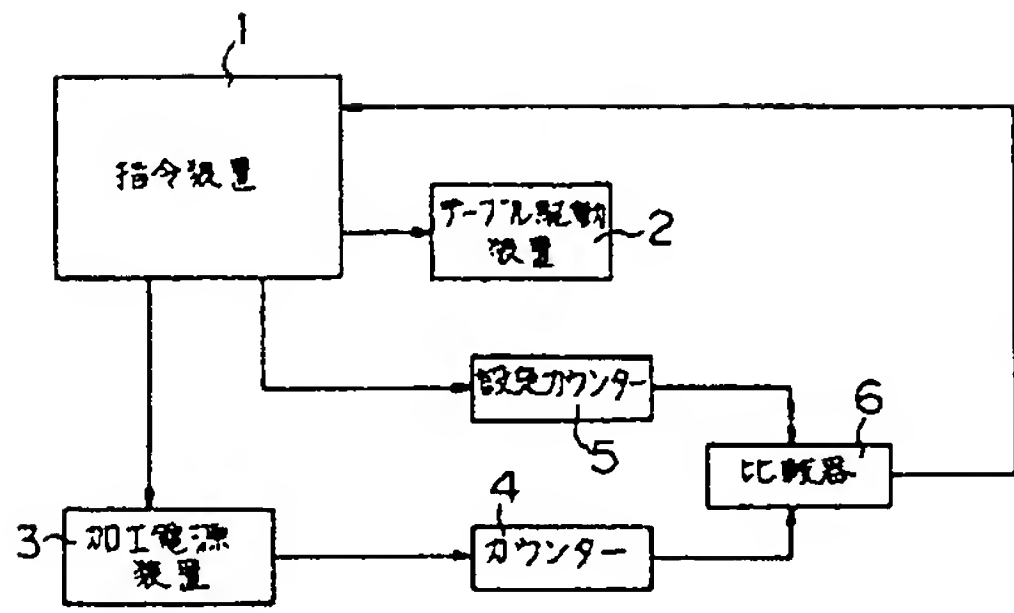 1
指令装置
テーブル駆動
装置
2
設定カウンター
5
6
比較器
4
カウンター
3
加工電源
装置